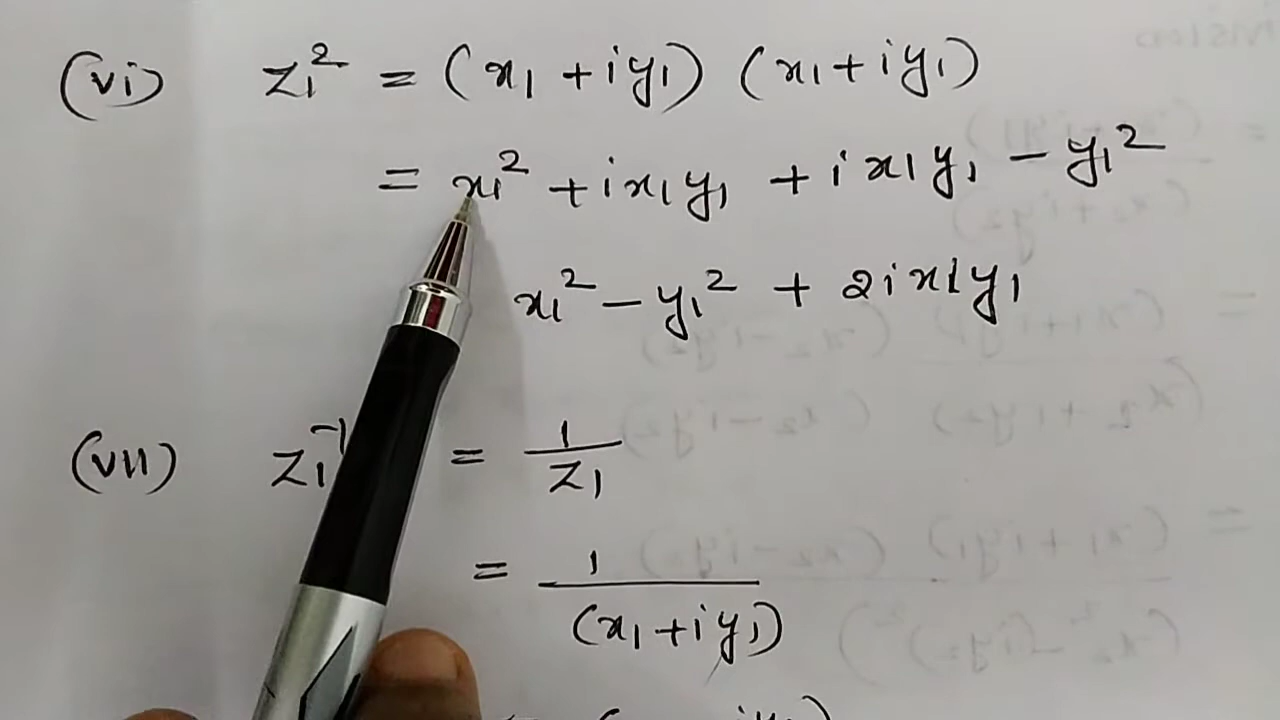 (vi) z₁² = (x₁ + iy₁) (x₁ + iy₁)
= x₁² + ix₁y₁ + ix₁y₁ − y₁²
x₁² − y₁² + 2ix₁y₁
(vii) z₁⁻¹ = 1/z₁
= 1/(x₁ + iy₁)